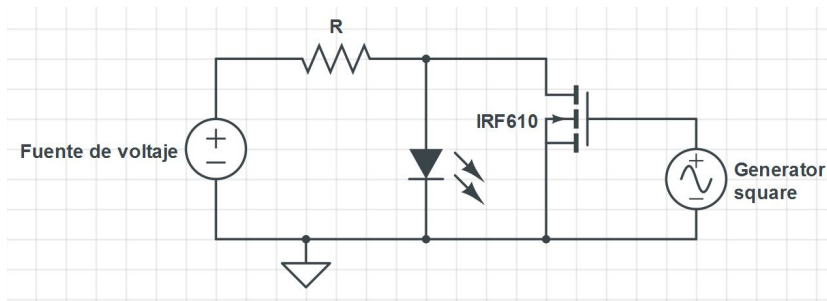 R
IRF610
Fuente de voltaje
Generator
square